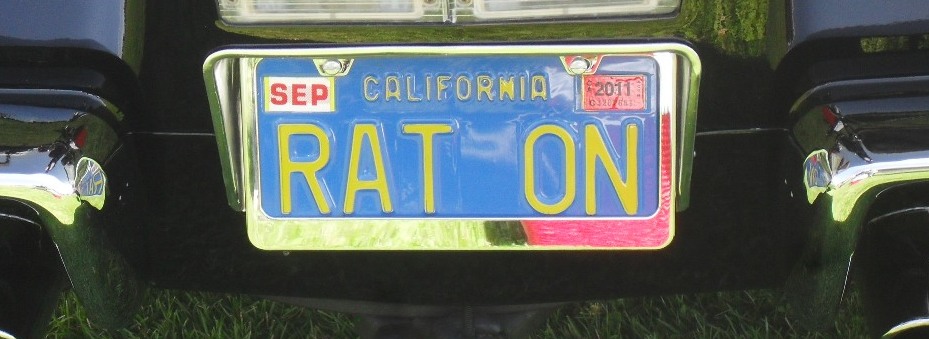 SEP CALIFORNIA 2011
RAT ON